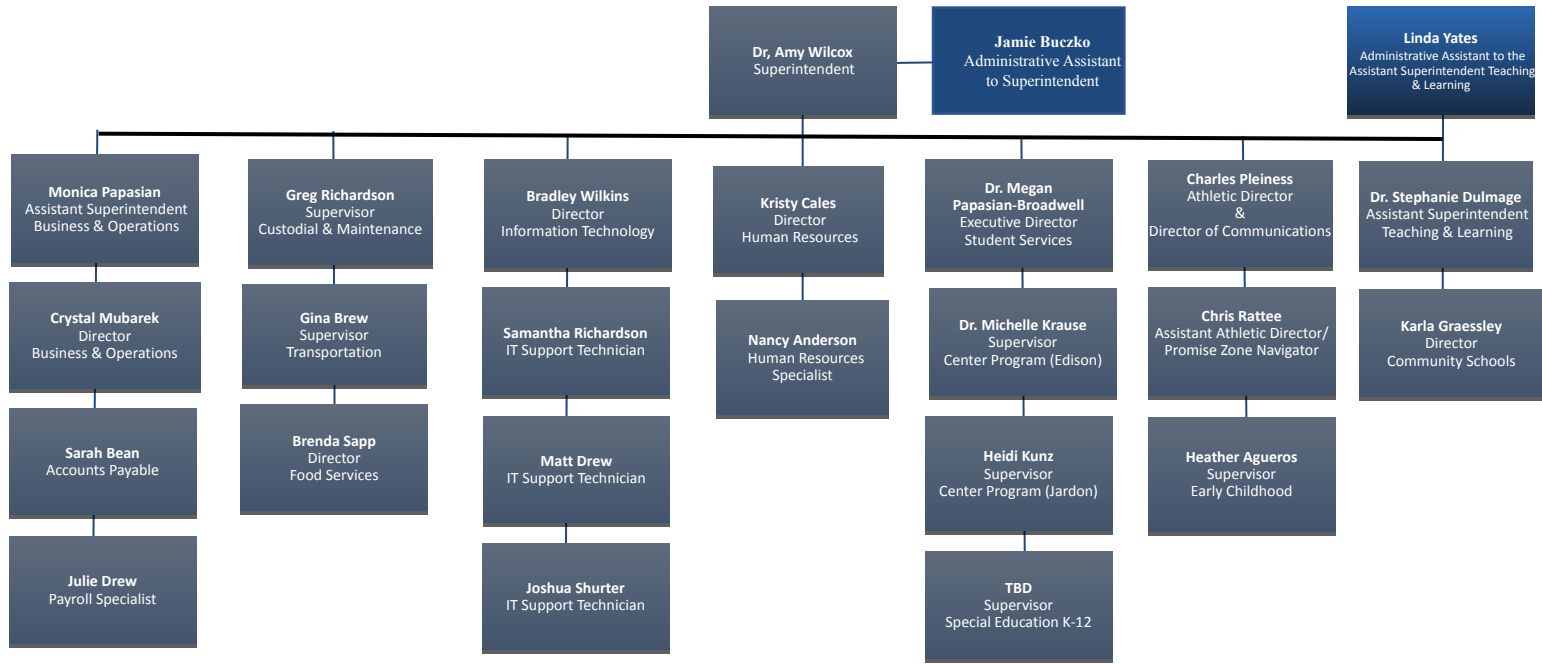 Dr, Amy Wilcox
Superintendent
Jamie Buczko
Administrative Assistant
to Superintendent
Linda Yates
Administrative Assistant to the
Assistant Superintendent Teaching
& Learning
Monica Papasian
Assistant Superintendent
Business & Operations
Greg Richardson
Supervisor
Custodial & Maintenance
Bradley Wilkins
Director
Information Technology
Kristy Cales
Director
Human Resources
Dr. Megan
Papasian-Broadwell
Executive Director
Student Services
Charles Pleiness
Athletic Director
&
Director of Communications
Dr. Stephanie Dulmage
Assistant Superintendent
Teaching & Learning
Crystal Mubarek
Director
Business & Operations
Gina Brew
Supervisor
Transportation
Samantha Richardson
IT Support Technician
Nancy Anderson
Human Resources
Specialist
Dr. Michelle Krause
Supervisor
Center Program (Edison)
Chris Rattee
Assistant Athletic Director/
Promise Zone Navigator
Karla Graessley
Director
Community Schools
Sarah Bean
Accounts Payable
Brenda Sapp
Director
Food Services
Matt Drew
IT Support Technician
Heidi Kunz
Supervisor
Center Program (Jardon)
Heather Agueros
Supervisor
Early Childhood
Julie Drew
Payroll Specialist
Joshua Shurter
IT Support Technician
TBD
Supervisor
Special Education K-12